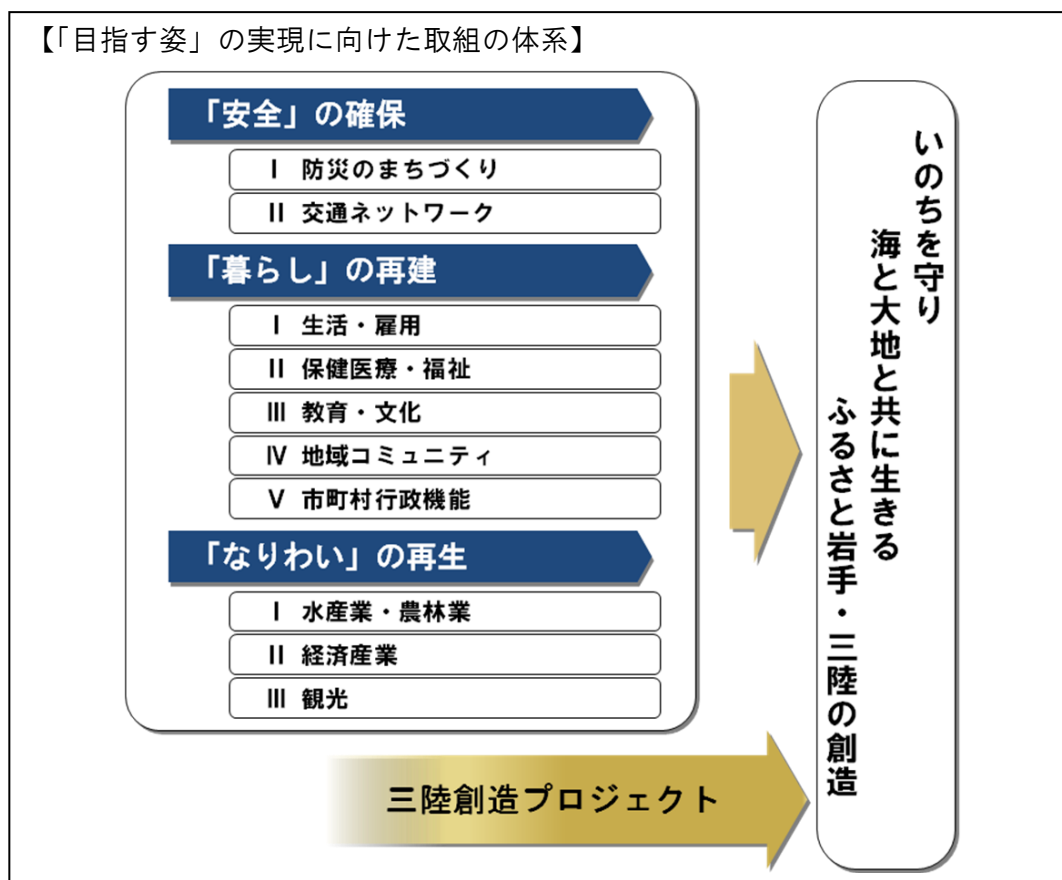 【「目指す姿」の実現に向けた取組の体系】
「安全」の確保
Ⅰ 防災のまちづくり
Ⅱ 交通ネットワーク
「暮らし」の再建
Ⅰ 生活・雇用
Ⅱ 保健医療・福祉
Ⅲ 教育・文化
Ⅳ 地域コミュニティ
Ⅴ 市町村行政機能
「なりわい」の再生
Ⅰ 水産業・農林業
Ⅱ 経済産業
Ⅲ 観光
三陸創造プロジェクト
いのちを守り
海と大地と共に生きる
ふるさと岩手・三陸の創造